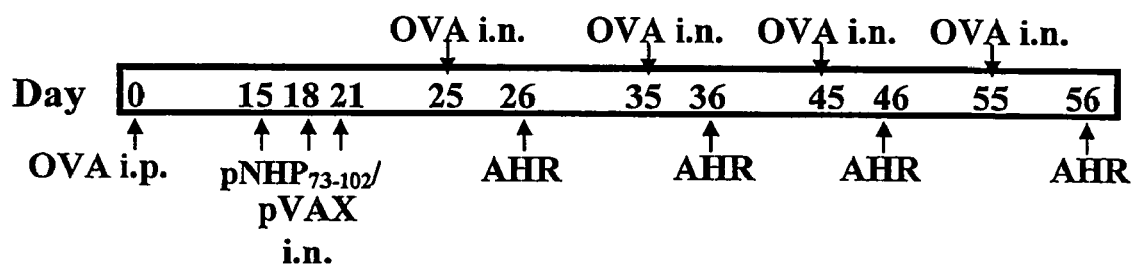 OVA i.n. OVA i.n. OVA i.n. OVA i.n.
Day 0 15 18 21 25 26 35 36 45 46 55 56
OVA i.p. pNHP73-102/ AHR AHR AHR AHR
pVAX
i.n.